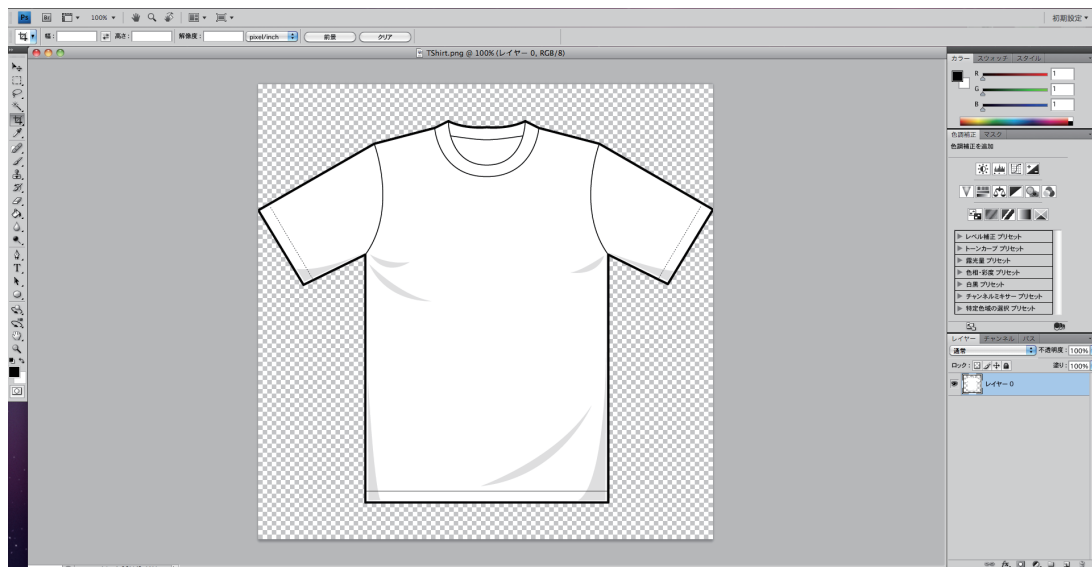 Ps Br 100% 初期設定
幅: 高さ: 解像度: pixel/inch 前景 クリア
TShirt.png @ 100% (レイヤー 0, RGB/8)
カラー スウォッチ スタイル
R 1
G 1
B 1
色調補正 マスク
色調補正を追加
レベル補正 プリセット
トーンカーブ プリセット
露光量 プリセット
色相・彩度 プリセット
白黒 プリセット
チャンネルミキサー プリセット
特定色域の選択 プリセット
レイヤー チャンネル パス
通常 不透明度: 100%
ロック: 塗り: 100%
レイヤー 0